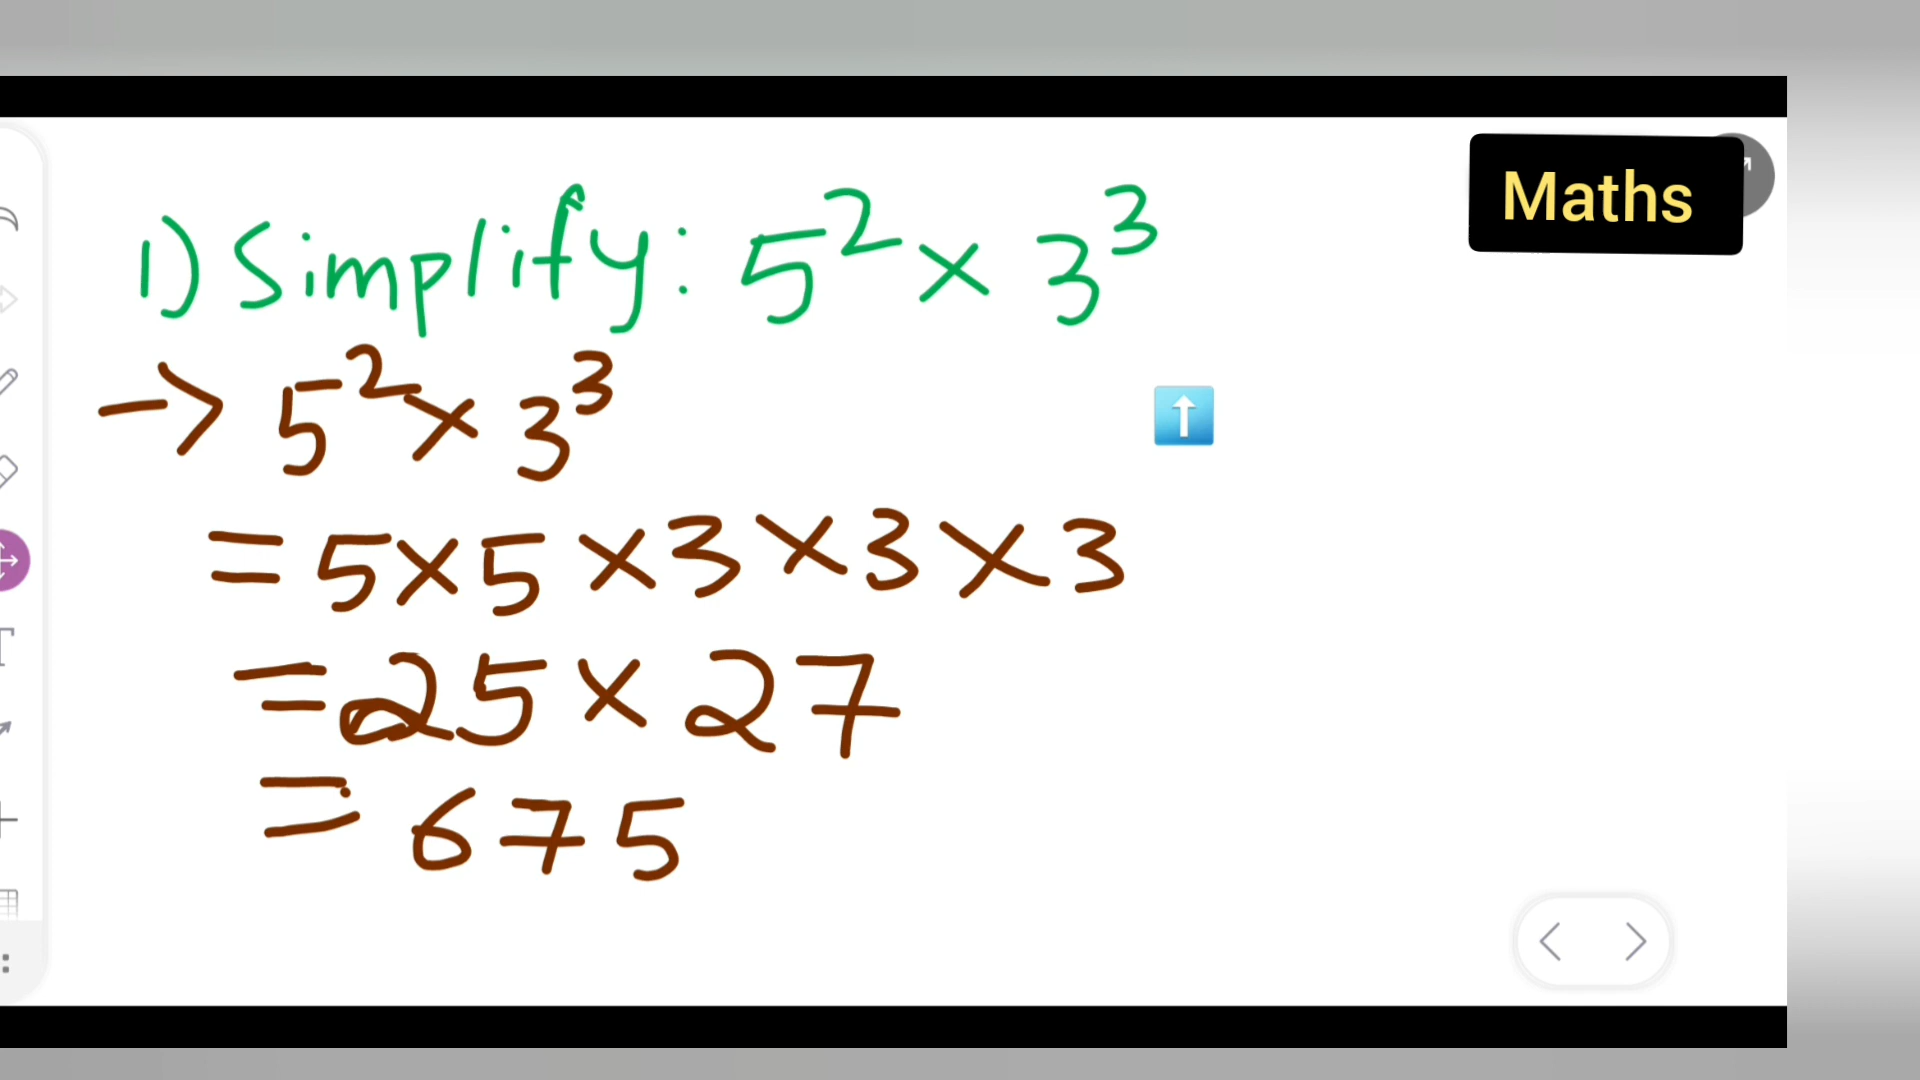 Maths
1) Simplify: 5² × 3³
→ 5² × 3³
= 5 × 5 × 3 × 3 × 3
= 25 × 27
= 675